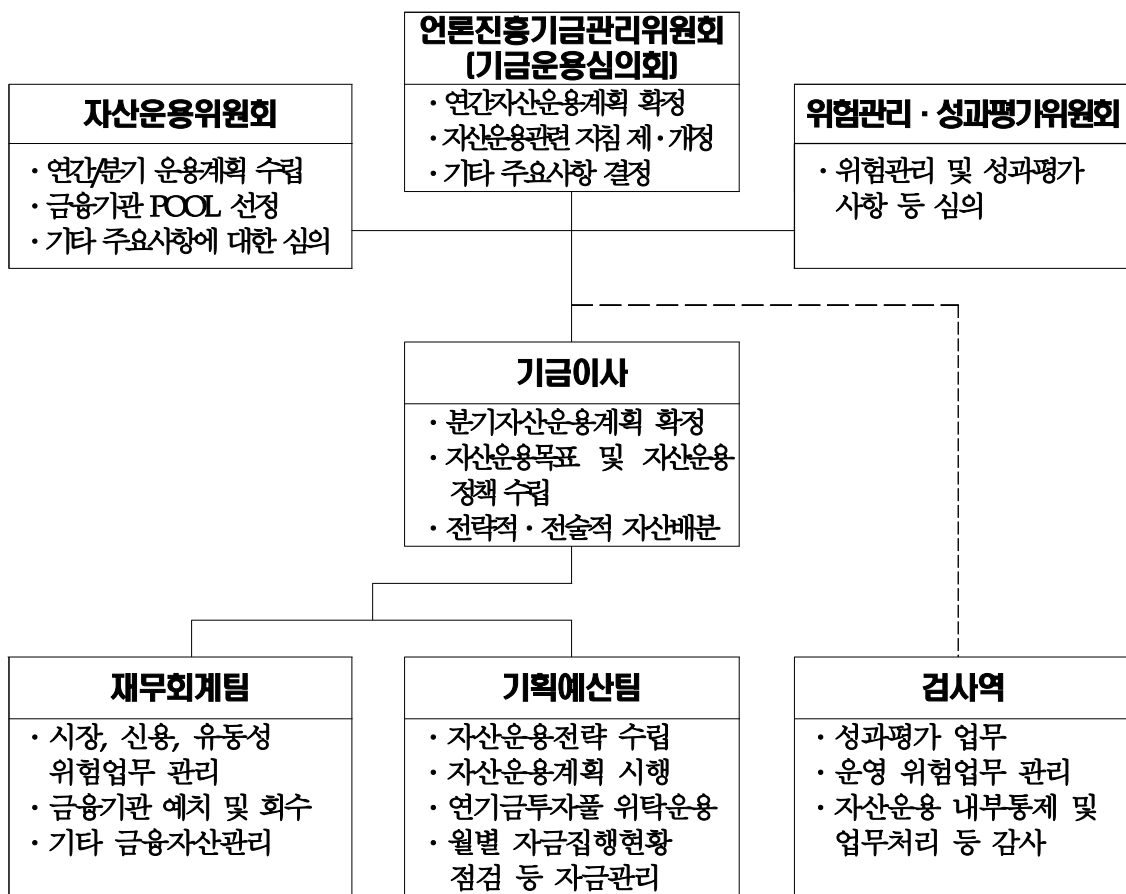 언론진흥기금관리위원회
(기금운용심의회)
· 연간자산운용계획 확정
· 자산운용관련 지침 제·개정
· 기타 주요사항 결정
자산운용위원회
· 연간/분기 운용계획 수립
· 금융기관 POOL 선정
· 기타 주요사항에 대한 심의
위험관리 · 성과평가위원회
· 위험관리 및 성과평가
사항 등 심의
기금이사
· 분기자산운용계획 확정
· 자산운용목표 및 자산운용
정책 수립
· 전략적 · 전술적 자산배분
재무회계팀
· 시장, 신용, 유동성
위험업무 관리
· 금융기관 예치 및 회수
· 기타 금융자산관리
기획예산팀
· 자산운용전략 수립
· 자산운용계획 시행
· 연기금투자풀 위탁운용
· 월별 자금집행현황
점검 등 자금관리
검사역
· 성과평가 업무
· 운영 위험업무 관리
· 자산운용 내부통제 및
업무처리 등 감사